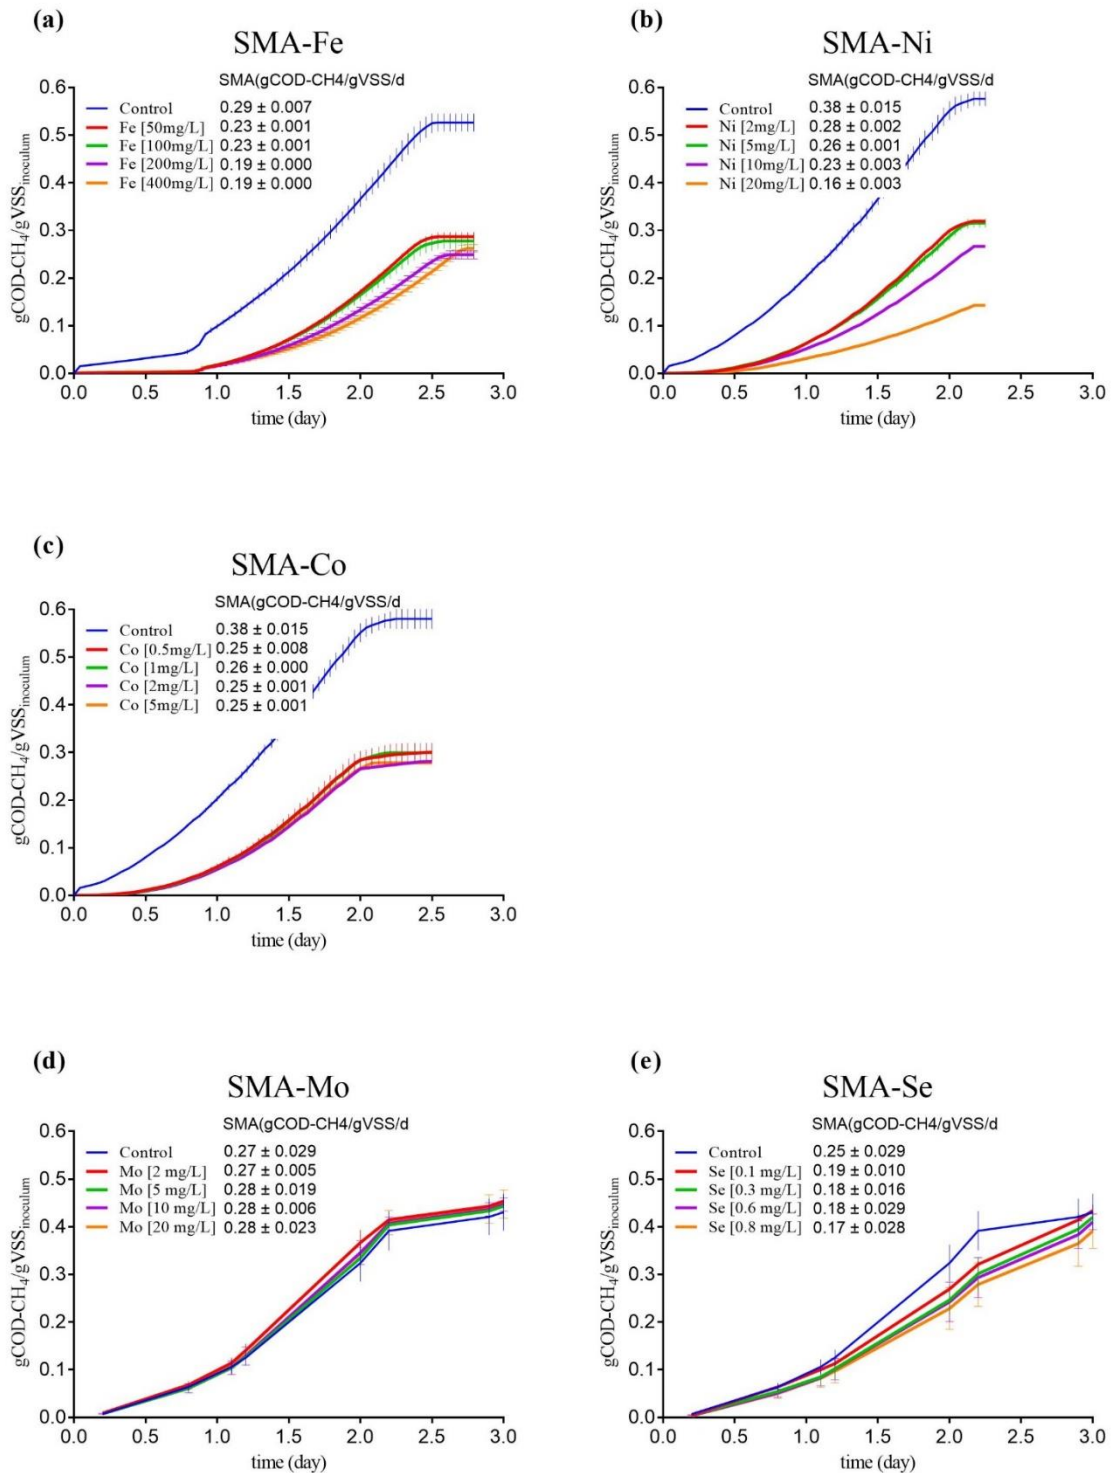 (a)
SMA-Fe
SMA(gCOD-CH4/gVSS/d
Control 0.29 ± 0.007
Fe [50mg/L] 0.23 ± 0.001
Fe [100mg/L] 0.23 ± 0.001
Fe [200mg/L] 0.19 ± 0.000
Fe [400mg/L] 0.19 ± 0.000
gCOD-CH4/gVSSinoculum
0.6
0.5
0.4
0.3
0.2
0.1
0.0
0.0 0.5 1.0 1.5 2.0 2.5 3.0
time (day)
(b)
SMA-Ni
SMA(gCOD-CH4/gVSS/d
Control 0.38 ± 0.015
Ni [2mg/L] 0.28 ± 0.002
Ni [5mg/L] 0.26 ± 0.001
Ni [10mg/L] 0.23 ± 0.003
Ni [20mg/L] 0.16 ± 0.003
gCOD-CH4/gVSSinoculum
0.6
0.5
0.4
0.3
0.2
0.1
0.0
0.0 0.5 1.0 1.5 2.0 2.5 3.0
time (day)
(c)
SMA-Co
SMA(gCOD-CH4/gVSS/d
Control 0.38 ± 0.015
Co [0.5mg/L] 0.25 ± 0.008
Co [1mg/L] 0.26 ± 0.000
Co [2mg/L] 0.25 ± 0.001
Co [5mg/L] 0.25 ± 0.001
gCOD-CH4/gVSSinoculum
0.6
0.5
0.4
0.3
0.2
0.1
0.0
0.0 0.5 1.0 1.5 2.0 2.5 3.0
time (day)
(d)
SMA-Mo
SMA(gCOD-CH4/gVSS/d
Control 0.27 ± 0.029
Mo [2 mg/L] 0.27 ± 0.005
Mo [5 mg/L] 0.28 ± 0.019
Mo [10 mg/L] 0.28 ± 0.006
Mo [20 mg/L] 0.28 ± 0.023
gCOD-CH4/gVSSinoculum
0.6
0.5
0.4
0.3
0.2
0.1
0.0
0.0 0.5 1.0 1.5 2.0 2.5 3.0
time (day)
(e)
SMA-Se
SMA(gCOD-CH4/gVSS/d
Control 0.25 ± 0.029
Se [0.1 mg/L] 0.19 ± 0.010
Se [0.3 mg/L] 0.18 ± 0.016
Se [0.6 mg/L] 0.18 ± 0.029
Se [0.8 mg/L] 0.17 ± 0.028
gCOD-CH4/gVSSinoculum
0.6
0.5
0.4
0.3
0.2
0.1
0.0
0.0 0.5 1.0 1.5 2.0 2.5 3.0
time (day)